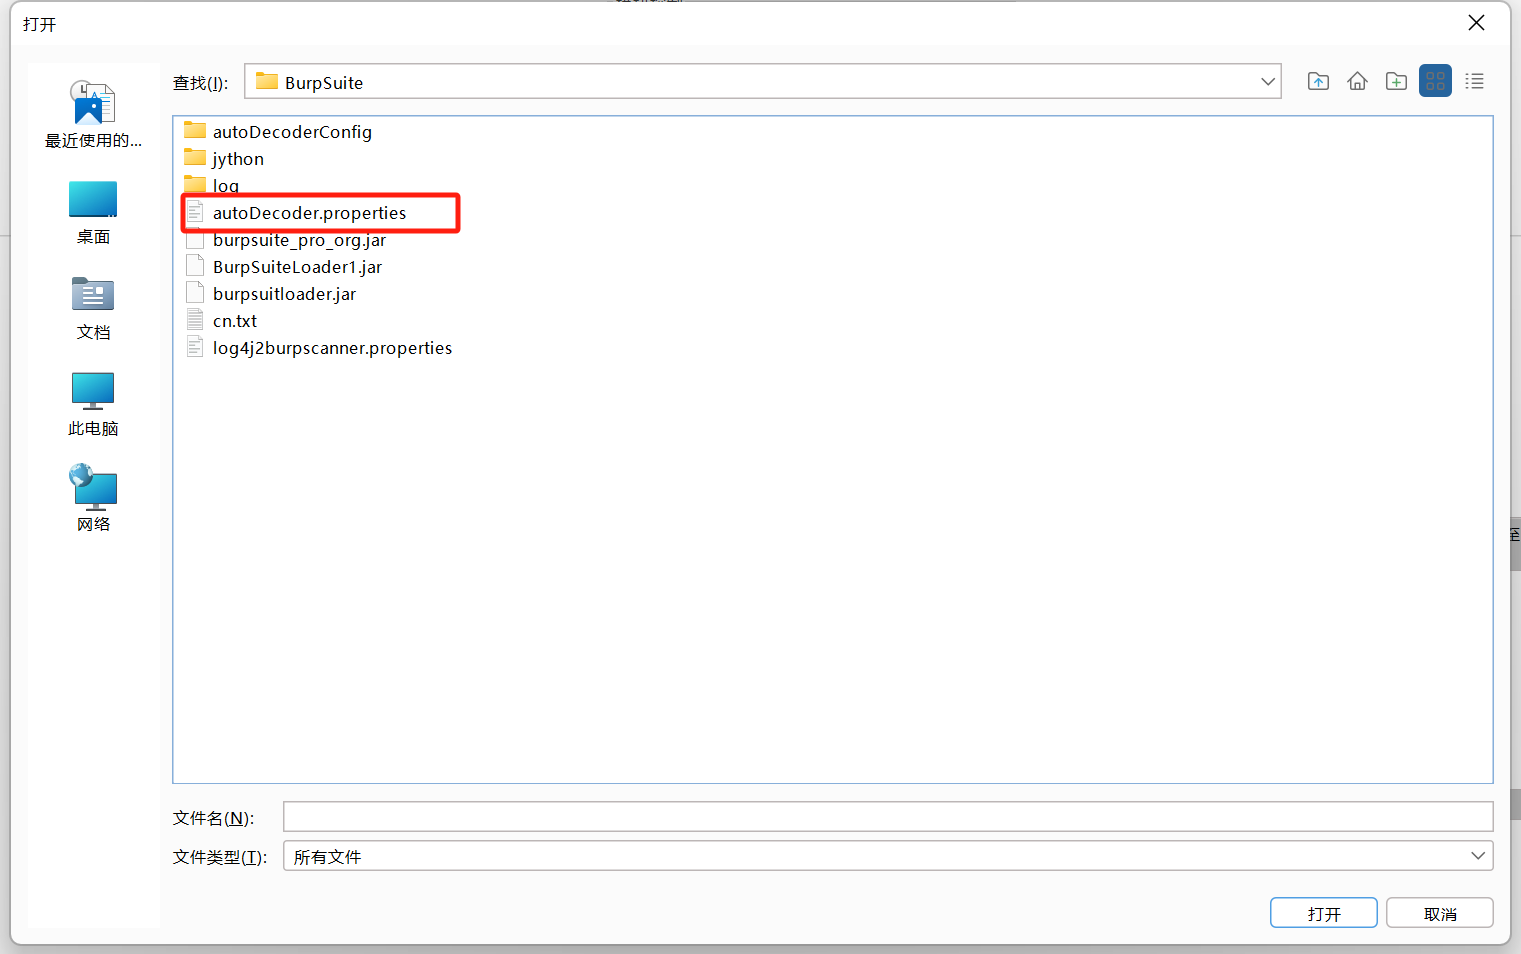 打开
查找(I):
BurpSuite
最近使用的...
桌面
文档
此电脑
网络
autoDecoderConfig
jython
log
autoDecoder.properties
burpsuite_pro_org.jar
BurpSuiteLoader1.jar
burpsuitloader.jar
cn.txt
log4j2burpscanner.properties
文件名(N):
文件类型(T):
所有文件
打开
取消